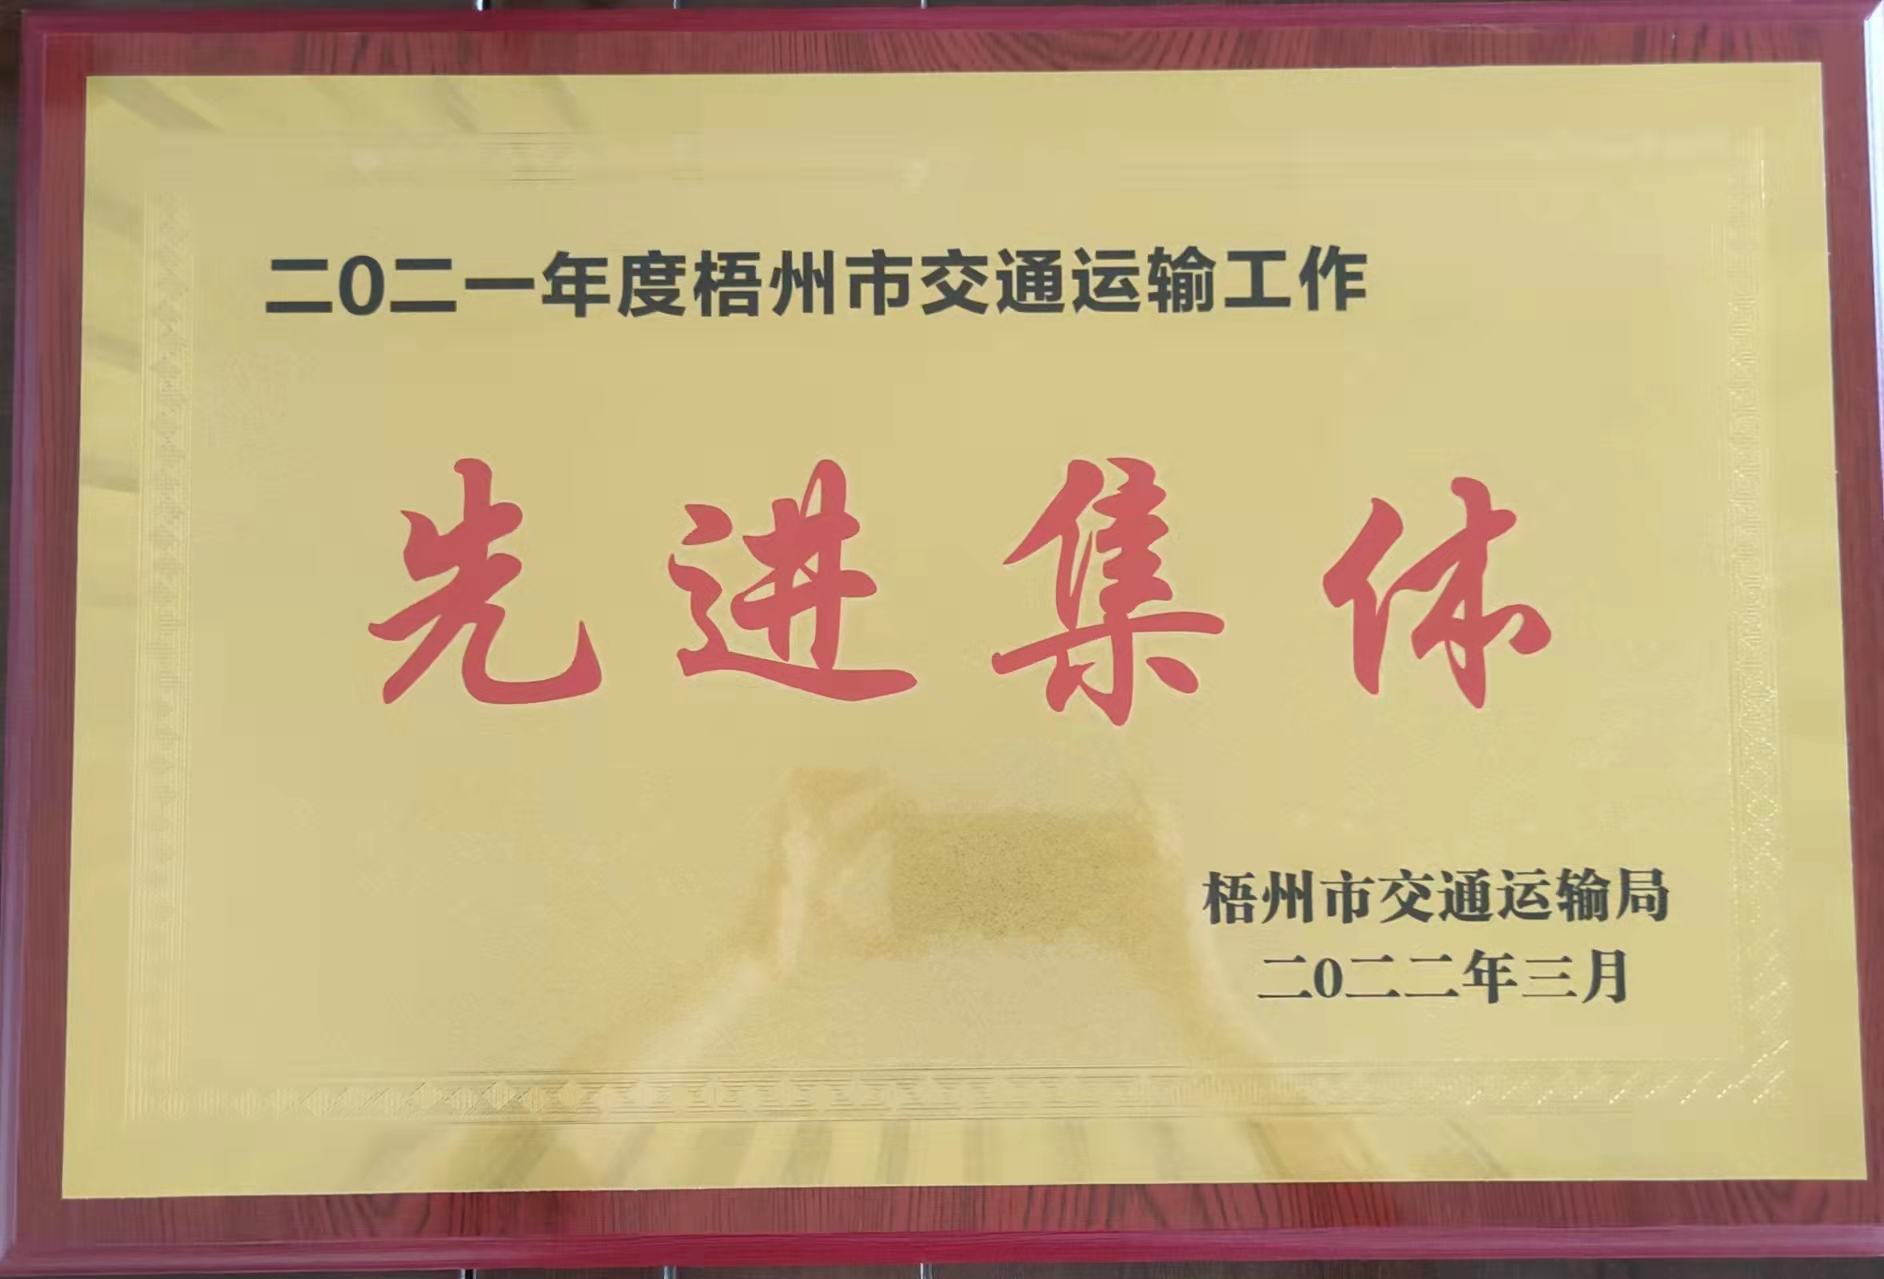 二0二一年度梧州市交通运输工作
先进集体
梧州市交通运输局
二0二二年三月